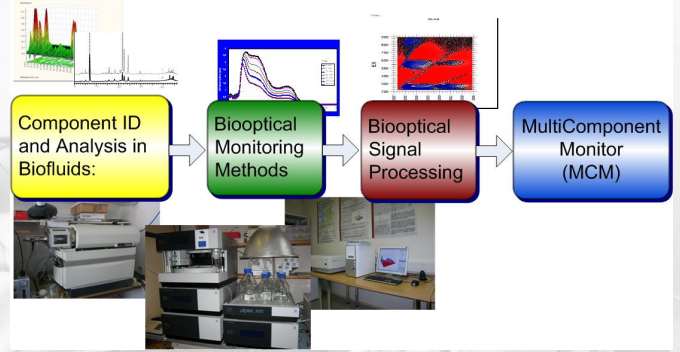 Component ID
and Analysis in
Biofluids:
Biooptical
Monitoring
Methods
Biooptical
Signal
Processing
MultiComponent
Monitor
(MCM)